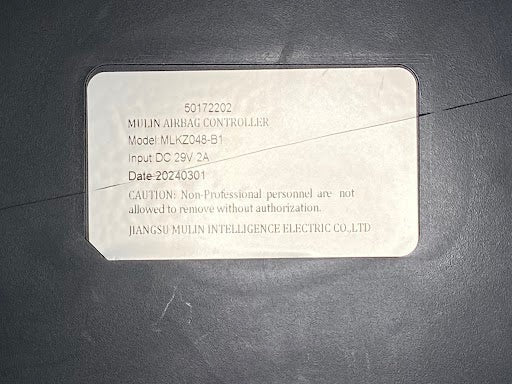 50172202
MULIN AIRBAG CONTROLLER
Model:MLKZ048-B1
Input:DC 29V 2A
Date 20240301
CAUTION: Non-Professional personnel are not
allowed to remove without authorization.
JIANGSU MULIN INTELLIGENCE ELECTRIC CO.,LTD